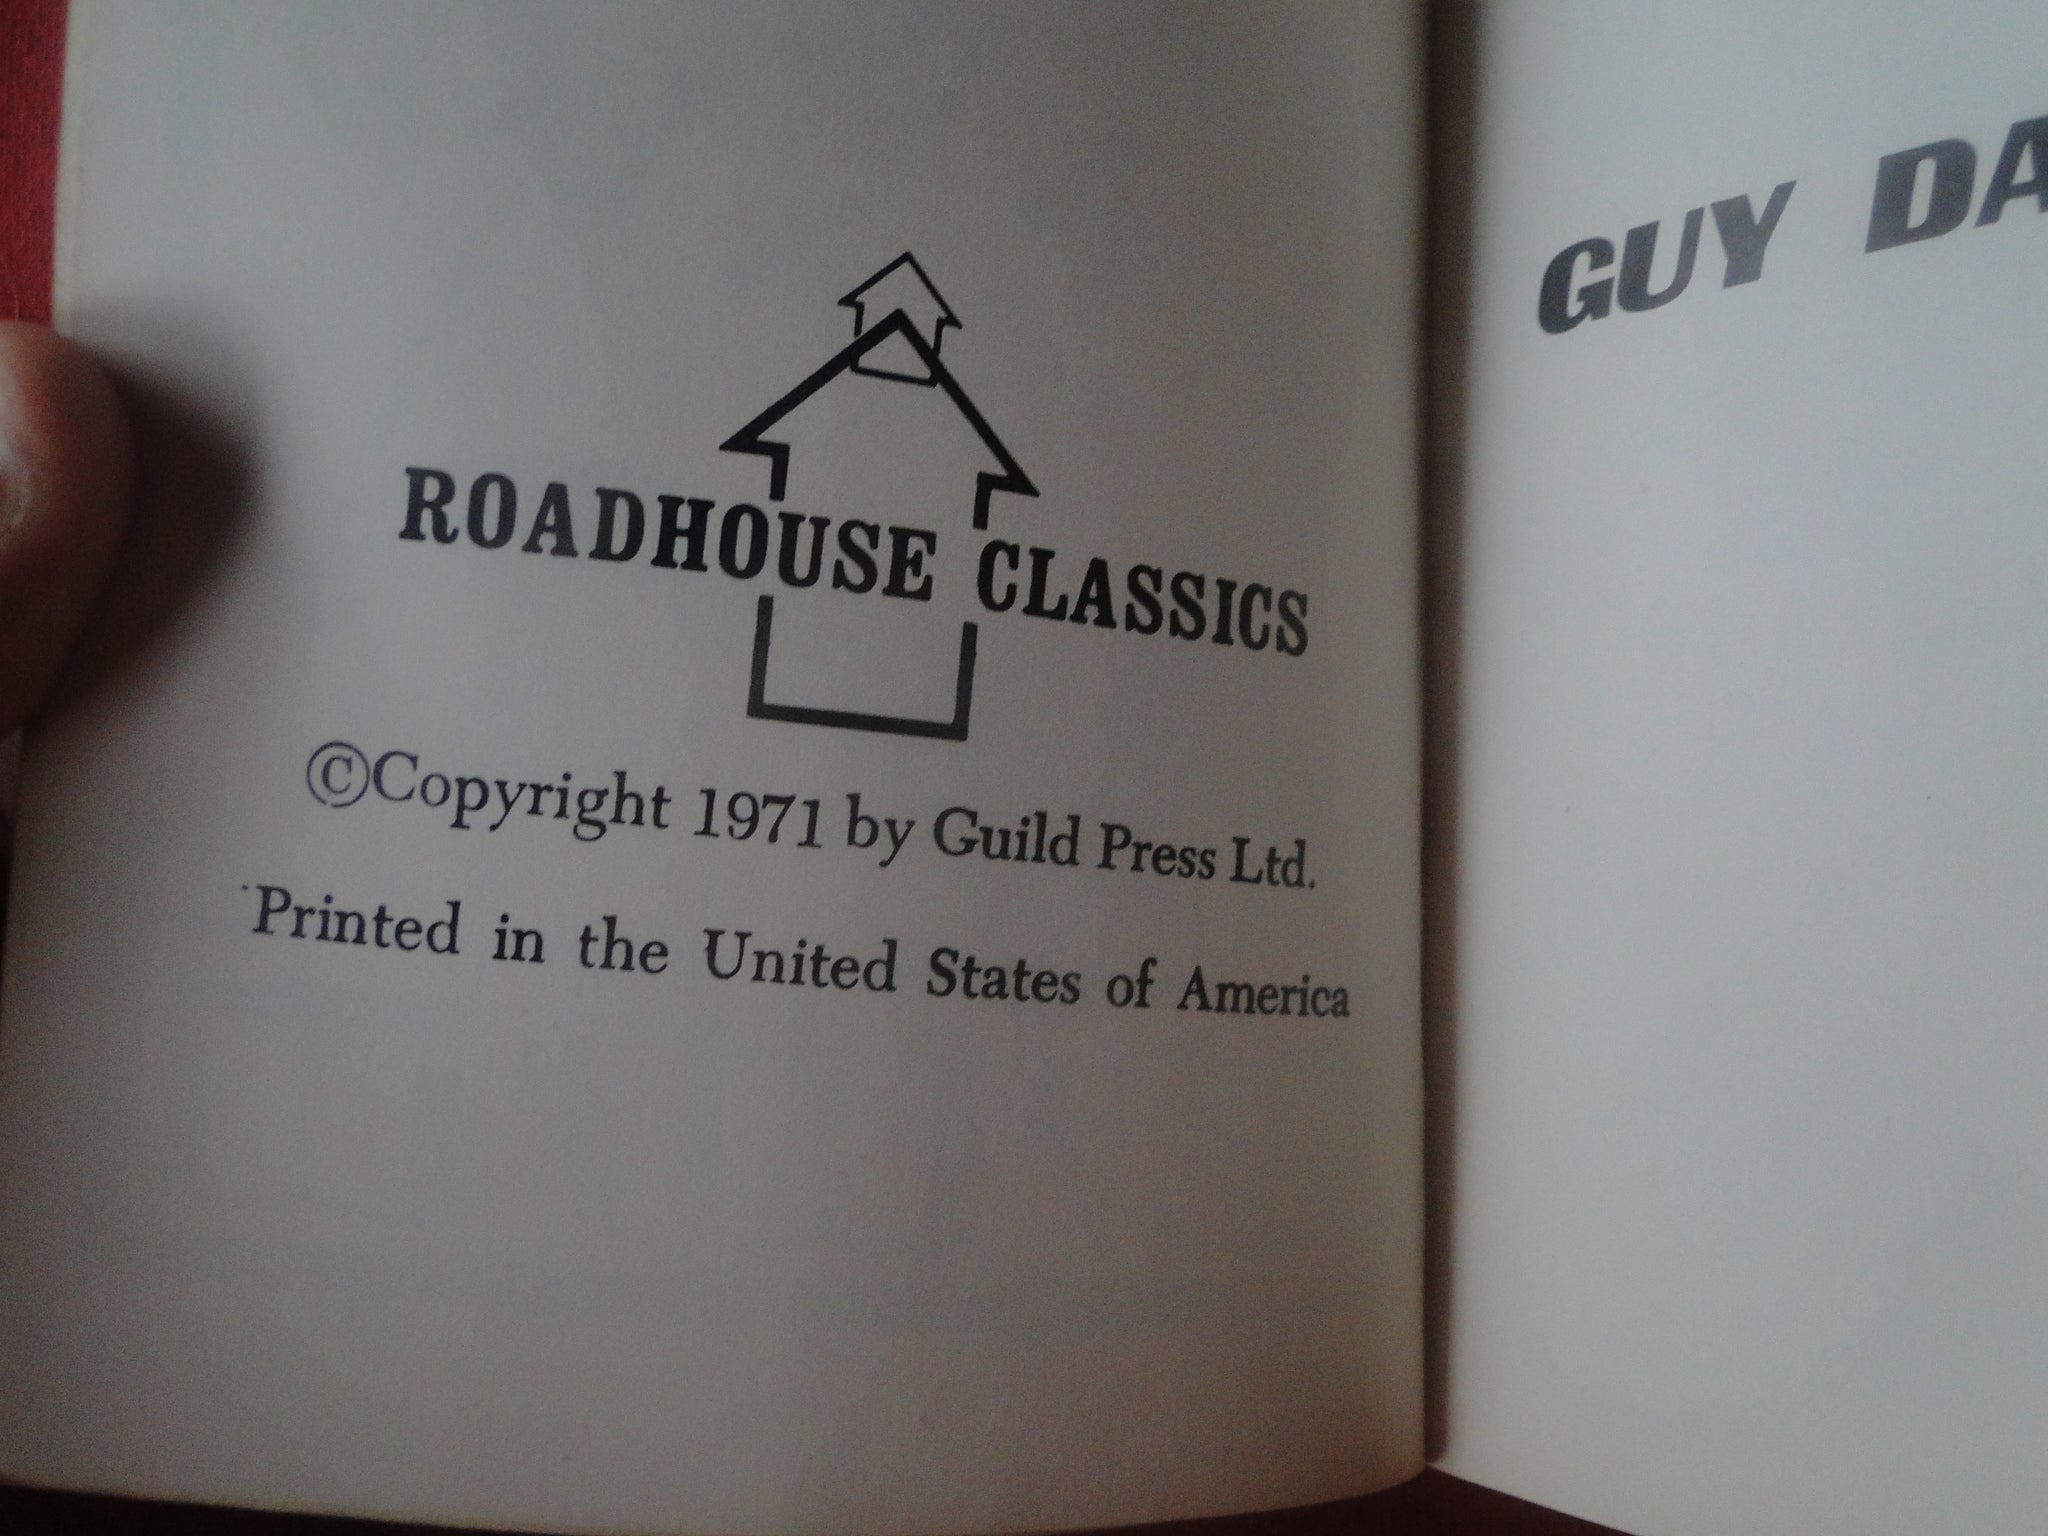 ROADHOUSE CLASSICS
©Copyright 1971 by Guild Press Ltd.
Printed in the United States of America
GUY DA